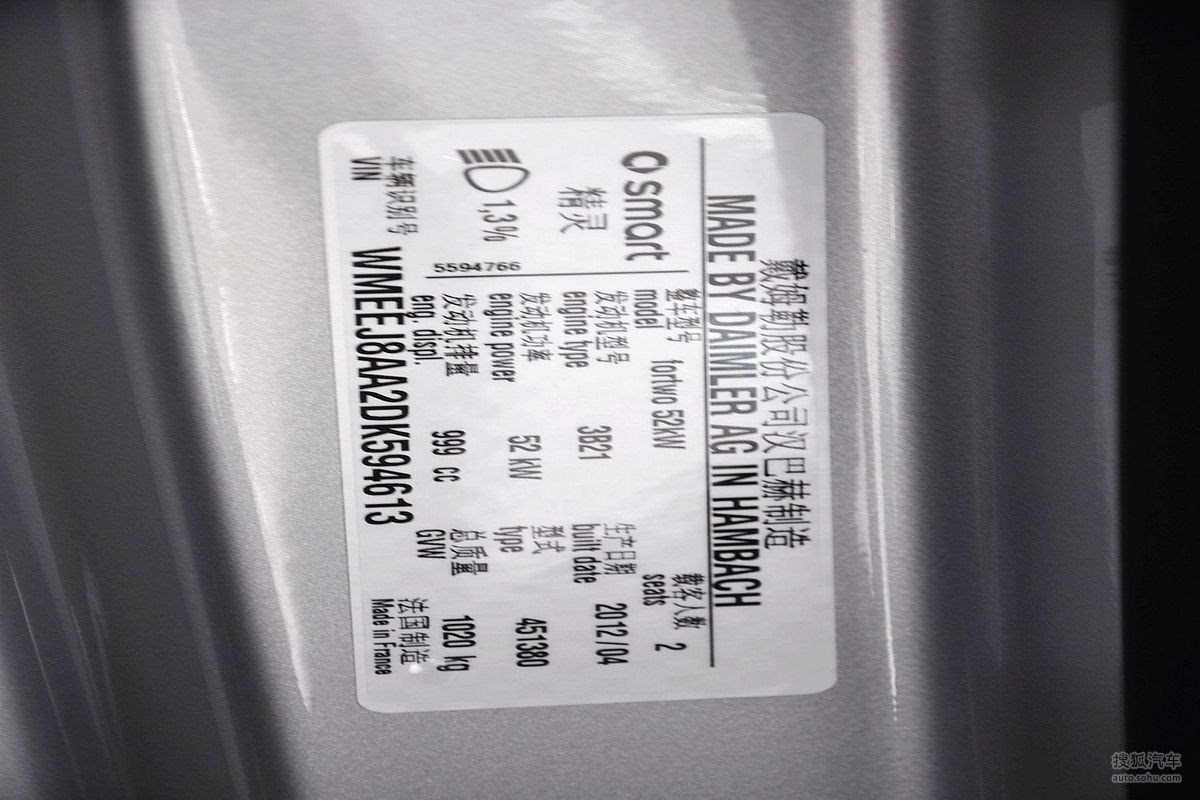 戴姆勒股份公司汉巴赫制造
MADE BY DAIMLER AG IN HAMBACH
smart
精灵
1,3%
5594766
整车型号
model fortwo 52kW
载客人数
seats 2
发动机型号
engine type 3B21
生产日期
built date 2012/04
发动机功率
engine power 52 kW
型式
type 451380
发动机排量
eng. displ. 999 cc
总质量
GVW 1020 kg
车辆识别号
VIN WMEEJ8AA2DK594613
法国制造
Made in France
搜狐汽车
auto.sohu.com